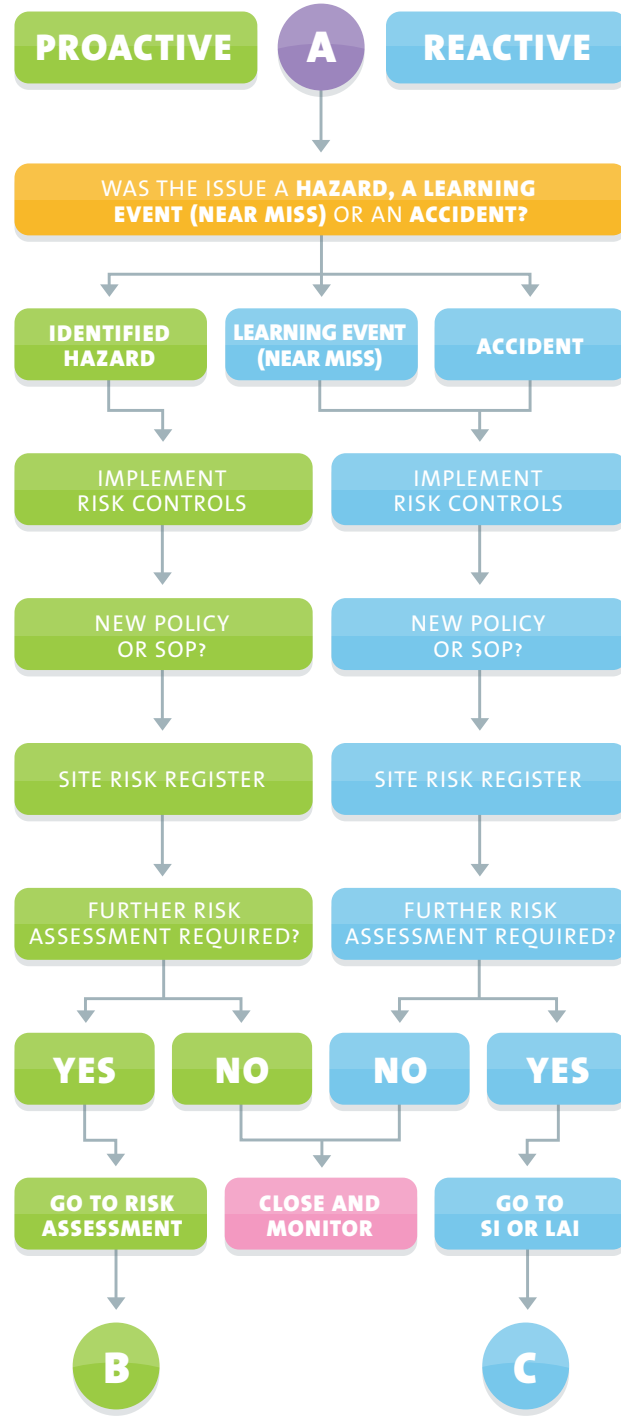 PROACTIVE
A
REACTIVE
WAS THE ISSUE A HAZARD, A LEARNING
EVENT (NEAR MISS) OR AN ACCIDENT?
IDENTIFIED
HAZARD
LEARNING EVENT
(NEAR MISS)
ACCIDENT
IMPLEMENT
RISK CONTROLS
IMPLEMENT
RISK CONTROLS
NEW POLICY
OR SOP?
NEW POLICY
OR SOP?
SITE RISK REGISTER
SITE RISK REGISTER
FURTHER RISK
ASSESSMENT REQUIRED?
FURTHER RISK
ASSESSMENT REQUIRED?
YES
NO
NO
YES
GO TO RISK
ASSESSMENT
CLOSE AND
MONITOR
GO TO
SI OR LAI
B
C